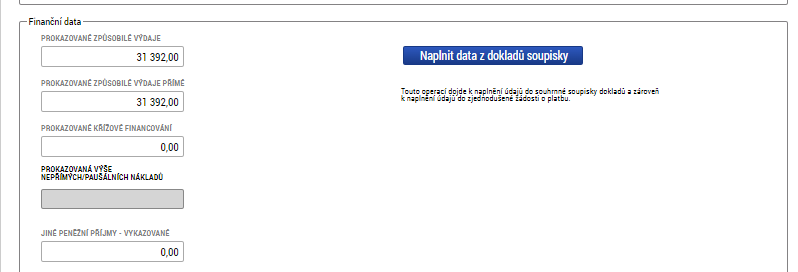 Finanční data
PROKAZOVANÉ ZPŮSOBILÉ VÝDAJE
31 392,00
Naplnit data z dokladů soupisky
PROKAZOVANÉ ZPŮSOBILÉ VÝDAJE PŘÍMÉ
31 392,00
Touto operací dojde k naplnění údajů do souhrnné soupisky dokladů a zároveň
k naplnění údajů do zjednodušené žádosti o platbu.
PROKAZOVANÉ KŘÍŽOVÉ FINANCOVÁNÍ
0,00
PROKAZOVANÁ VÝŠE
NEPŘÍMÝCH/PAUŠÁLNÍCH NÁKLADŮ
JINÉ PENĚŽNÍ PŘÍJMY - VYKAZOVANÉ
0,00